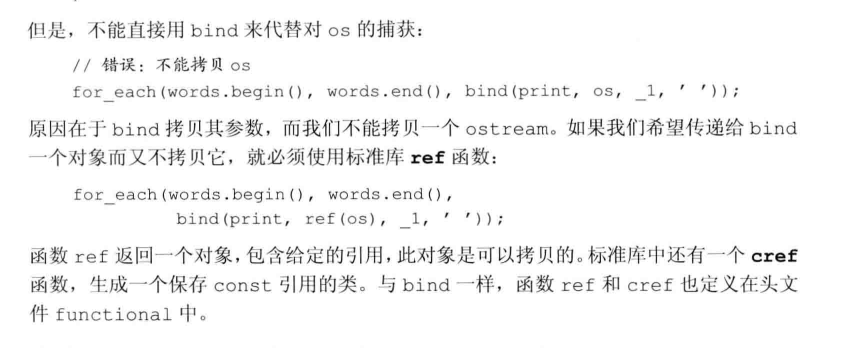 但是，不能直接用 bind 来代替对 os 的捕获：
// 错误：不能拷贝 os
for_each(words.begin(), words.end(), bind(print, os, _1, ' '));
原因在于 bind 拷贝其参数，而我们不能拷贝一个 ostream。如果我们希望传递给 bind
一个对象而又不拷贝它，就必须使用标准库 ref 函数：
for_each(words.begin(), words.end(),
bind(print, ref(os), _1, ' '));
函数 ref 返回一个对象，包含给定的引用，此对象是可以拷贝的。标准库中还有一个 cref
函数，生成一个保存 const 引用的类。与 bind 一样，函数 ref 和 cref 也定义在头文
件 functional 中。